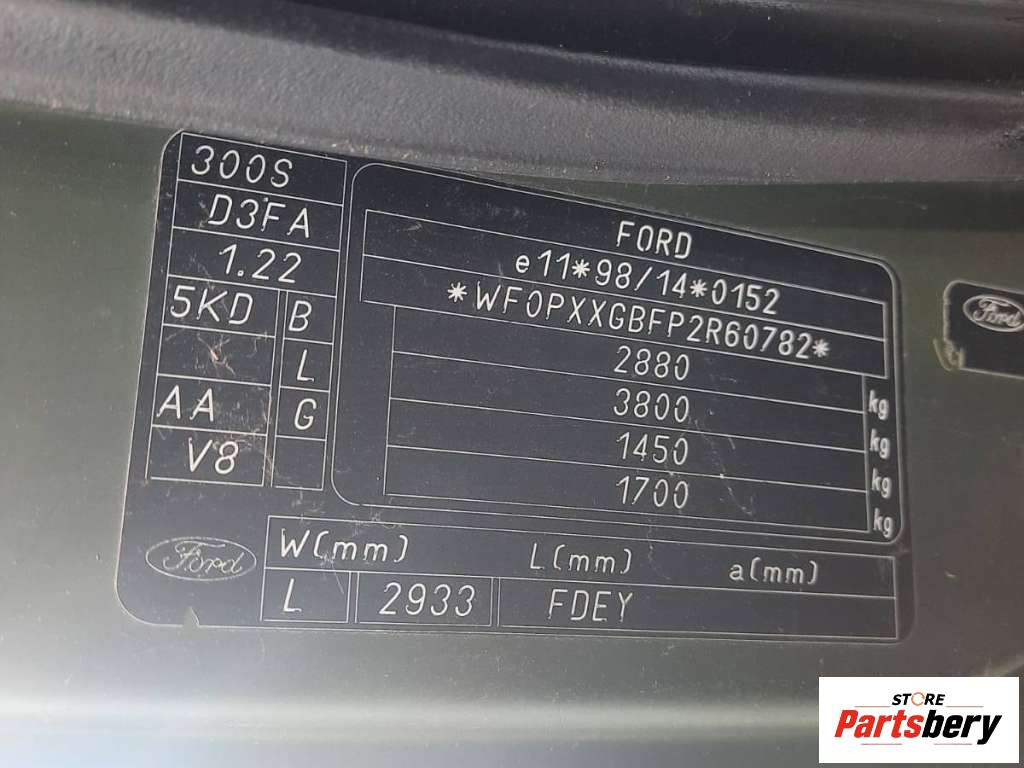 300S
D3FA
1.22
5KD B
L
AA G
V8
FORD
e11*98/14*0152
*WF0PXXGBFP2R60782*
2880 kg
3800 kg
1450 kg
1700 kg
Ford
W(mm) L(mm) a(mm)
L 2933 FDEY
Ford
STORE
Partsbery